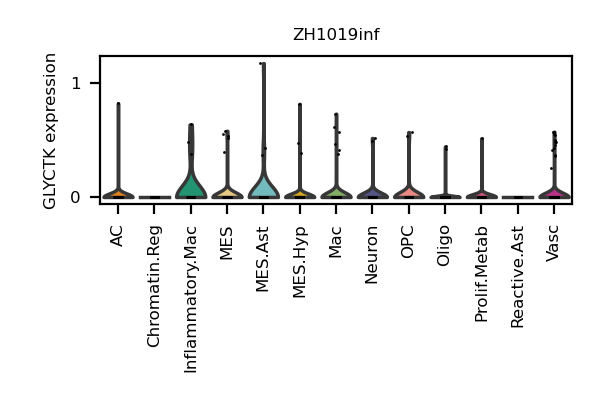 ZH1019inf
GLYCTK expression
1
0
AC
Chromatin.Reg
Inflammatory.Mac
MES
MES.Ast
MES.Hyp
Mac
Neuron
OPC
Oligo
Prolif.Metab
Reactive.Ast
Vasc